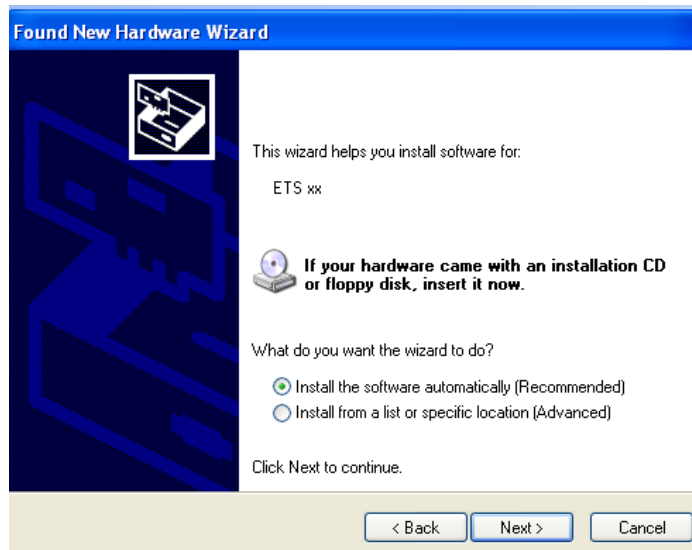 Found New Hardware Wizard
This wizard helps you install software for:
ETS xx
If your hardware came with an installation CD
or floppy disk, insert it now.
What do you want the wizard to do?
Install the software automatically (Recommended)
Install from a list or specific location (Advanced)
Click Next to continue.
< Back Next > Cancel